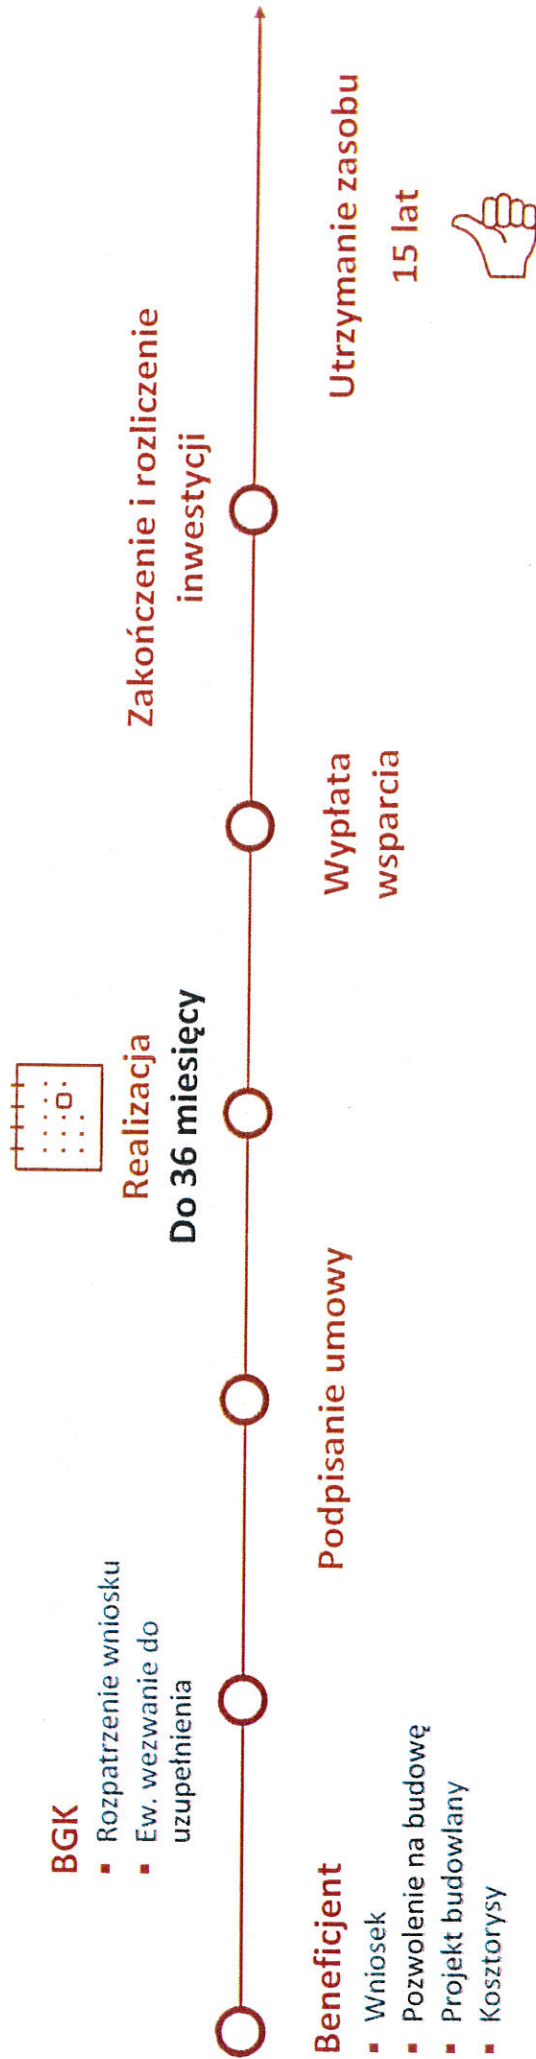 BGK
▪ Rozpatrzenie wniosku
▪ Ew. wezwanie do
uzupełnienia
Beneficjent
▪ Wniosek
▪ Pozwolenie na budowę
▪ Projekt budowlany
▪ Kosztorysy
Podpisanie umowy
Realizacja
Do 36 miesięcy
Wypłata
wsparcia
Zakończenie i rozliczenie
inwestycji
Utrzymanie zasobu
15 lat